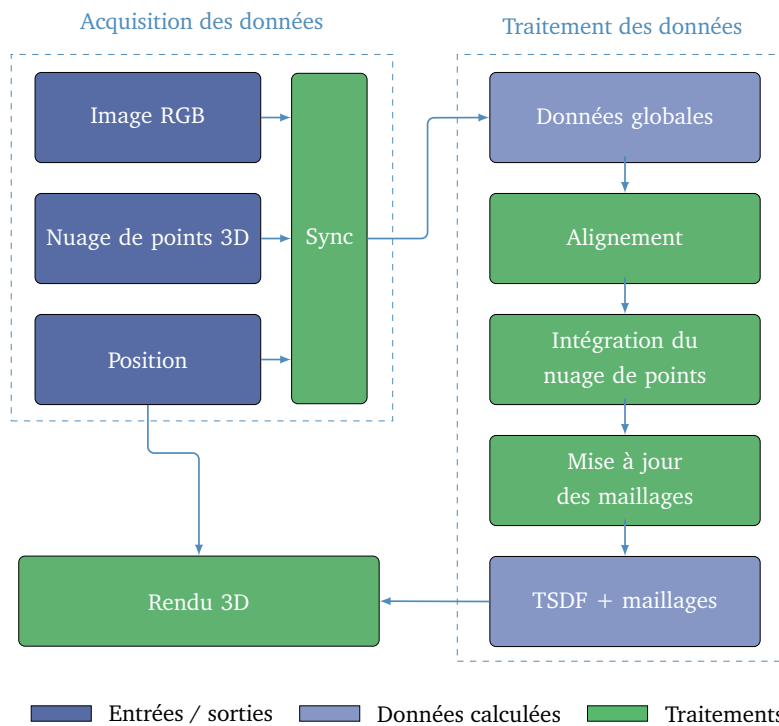 Acquisition des données
Traitement des données
Image RGB
Nuage de points 3D
Position
Sync
Données globales
Alignement
Intégration du
nuage de points
Mise à jour
des maillages
TSDF + maillages
Rendu 3D
Entrées / sorties
Données calculées
Traitements